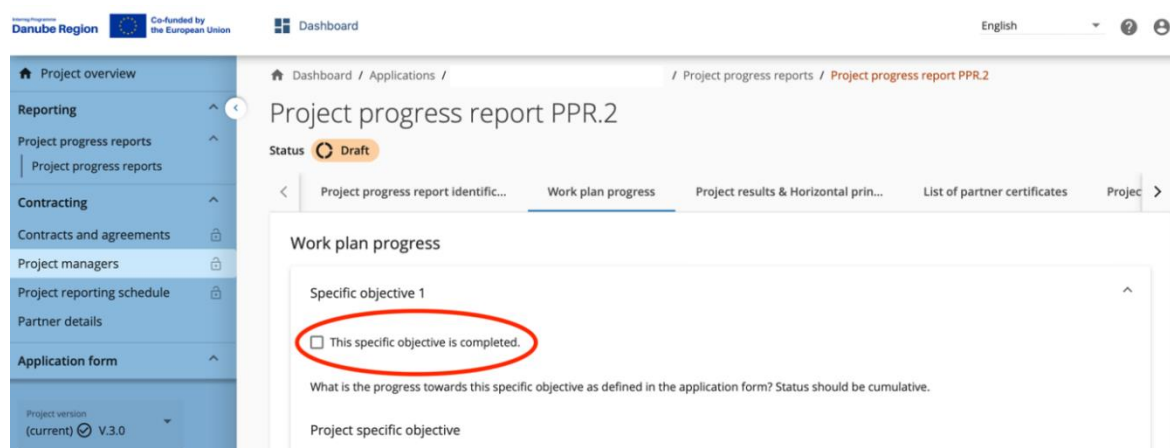 Interreg Programme
Danube Region
Co-funded by
the European Union
Dashboard
English
Project overview
Reporting
Project progress reports
Project progress reports
Contracting
Contracts and agreements
Project managers
Project reporting schedule
Partner details
Application form
Project version
(current) V.3.0
Dashboard / Applications / / Project progress reports / Project progress report PPR.2
Project progress report PPR.2
Status Draft
Project progress report identific... Work plan progress Project results & Horizontal prin... List of partner certificates Projec
Work plan progress
Specific objective 1
This specific objective is completed.
What is the progress towards this specific objective as defined in the application form? Status should be cumulative.
Project specific objective